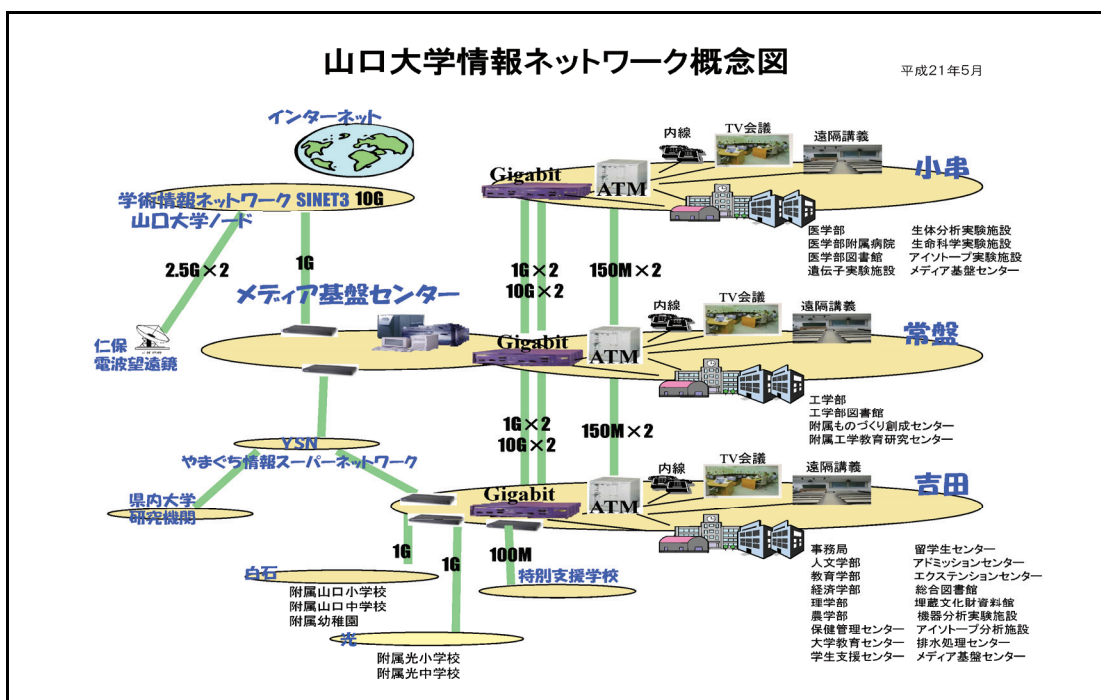 山口大学情報ネットワーク概念図
平成21年5月
インターネット
学術情報ネットワーク SINET3 10G
山口大学ノード
2.5G×2
1G
メディア基盤センター
仁保
電波望遠鏡
YSN
やまぐち情報スーパーネットワーク
県内大学
研究機関
Gigabit
ATM
内線
TV会議
遠隔講義
小串
医学部
医学部附属病院
医学部図書館
遺伝子実験施設
生体分析実験施設
生命科学実験施設
アイソトープ実験施設
メディア基盤センター
1G×2
10G×2
150M×2
Gigabit
ATM
内線
TV会議
遠隔講義
常盤
工学部
工学部図書館
附属ものづくり創成センター
附属工学教育研究センター
1G×2
10G×2
150M×2
Gigabit
ATM
内線
TV会議
遠隔講義
吉田
事務局
人文学部
教育学部
経済学部
理学部
農学部
保健管理センター
大学教育センター
学生支援センター
留学生センター
アドミッションセンター
エクステンションセンター
総合図書館
埋蔵文化財資料館
機器分析実験施設
アイソトープ分析施設
排水処理センター
メディア基盤センター
1G
1G
100M
白石
附属山口小学校
附属山口中学校
附属幼稚園
特別支援学校
光
附属光小学校
附属光中学校